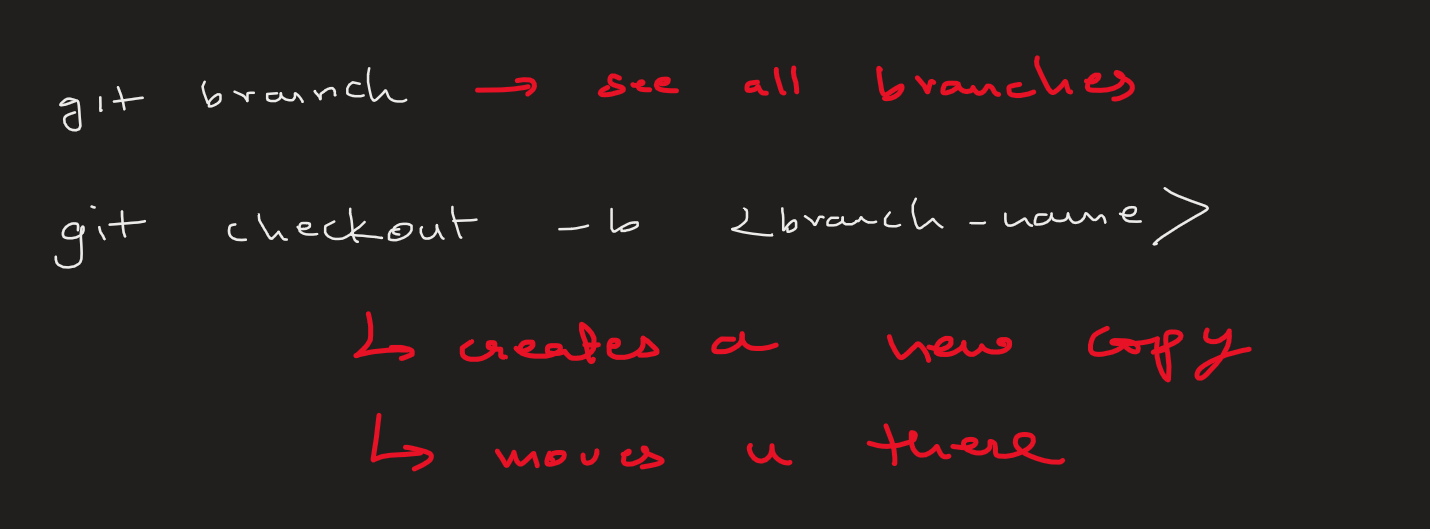 git branch → see all branches
git checkout -b <branch-name>
↳ creates a new copy
↳ moves u there